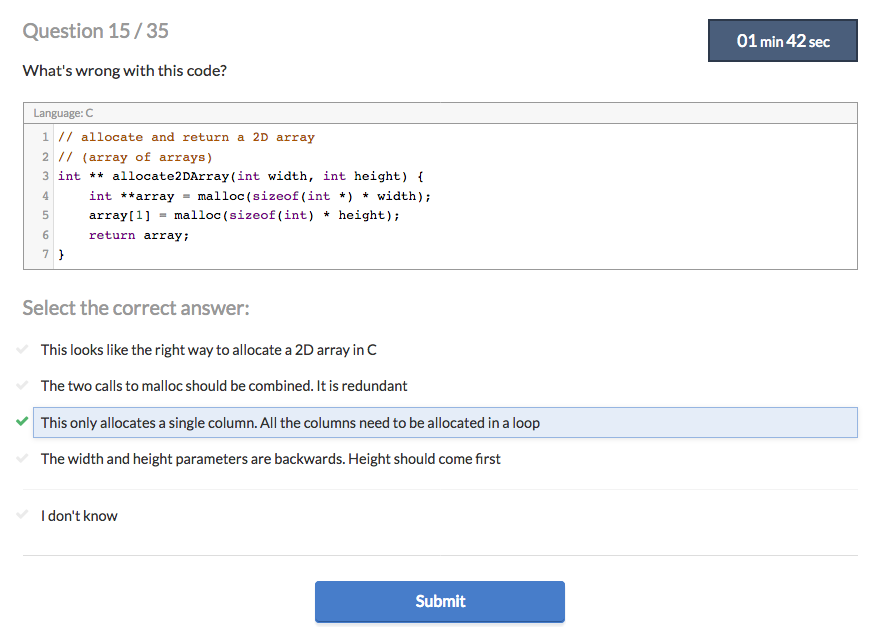 Question 15 / 35
01 min 42 sec
What's wrong with this code?
Language: C
1 // allocate and return a 2D array
2 // (array of arrays)
3 int ** allocate2DArray(int width, int height) {
4     int **array = malloc(sizeof(int *) * width);
5     array[1] = malloc(sizeof(int) * height);
6     return array;
7 }
Select the correct answer:
This looks like the right way to allocate a 2D array in C
The two calls to malloc should be combined. It is redundant
This only allocates a single column. All the columns need to be allocated in a loop
The width and height parameters are backwards. Height should come first
I don't know
Submit